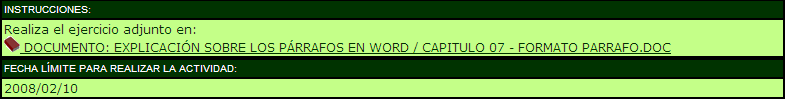 INSTRUCCIONES:
Realiza el ejercicio adjunto en:
DOCUMENTO: EXPLICACIÓN SOBRE LOS PÁRRAFOS EN WORD / CAPITULO 07 - FORMATO PARRAFO.DOC
FECHA LÍMITE PARA REALIZAR LA ACTIVIDAD:
2008/02/10